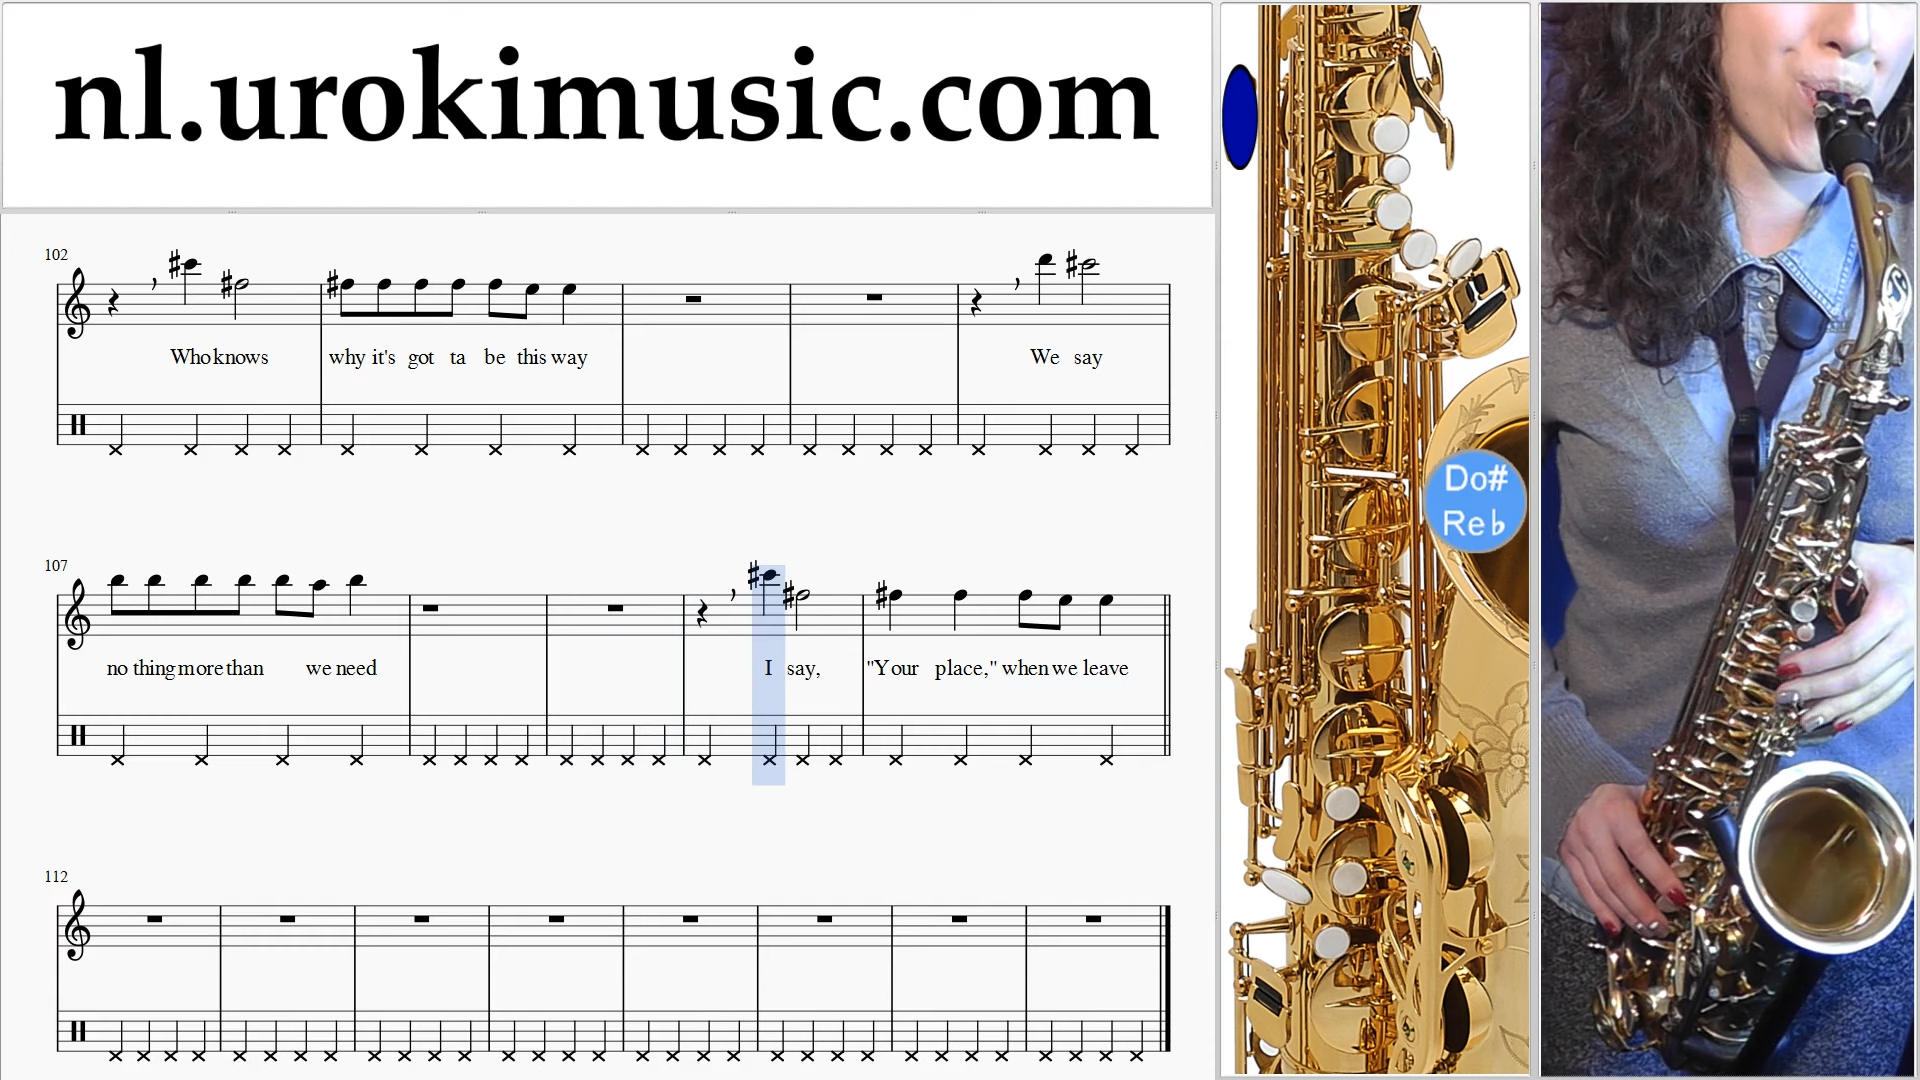 nl.urokimusic.com
102
Who knows why it's got ta be this way We say
107
no thing more than we need I say, "Your place," when we leave
112
Do#
Re♭